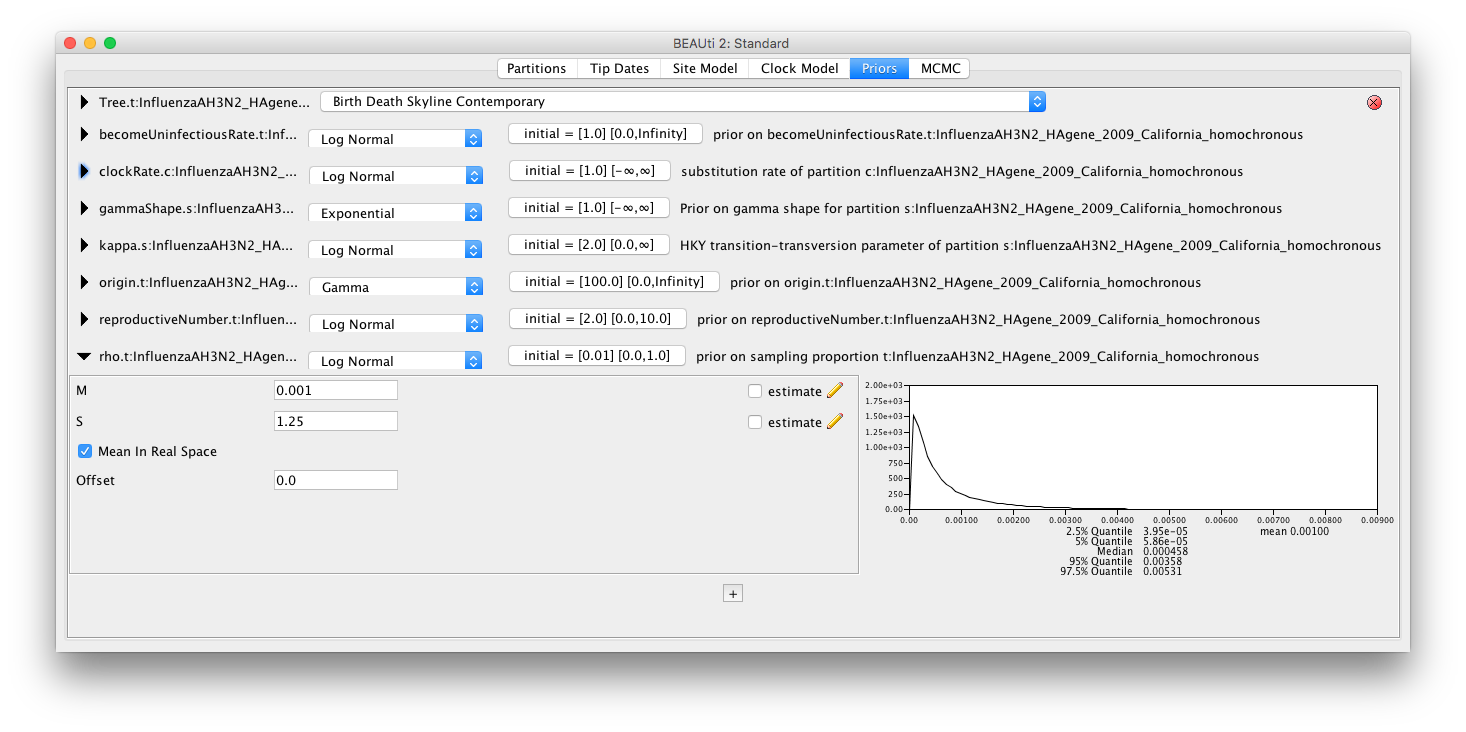 BEAUti 2: Standard
Partitions Tip Dates Site Model Clock Model Priors MCMC
Tree.t:InfluenzaAH3N2_HAgene... Birth Death Skyline Contemporary
becomeUninfectiousRate.t:Inf... Log Normal initial = [1.0] [0.0,Infinity] prior on becomeUninfectiousRate.t:InfluenzaAH3N2_HAgene_2009_California_homochronous
clockRate.c:InfluenzaAH3N2_... Log Normal initial = [1.0] [-∞,∞] substitution rate of partition c:InfluenzaAH3N2_HAgene_2009_California_homochronous
gammaShape.s:InfluenzaAH3... Exponential initial = [1.0] [-∞,∞] Prior on gamma shape for partition s:InfluenzaAH3N2_HAgene_2009_California_homochronous
kappa.s:InfluenzaAH3N2_HA... Log Normal initial = [2.0] [0.0,∞] HKY transition-transversion parameter of partition s:InfluenzaAH3N2_HAgene_2009_California_homochronous
origin.t:InfluenzaAH3N2_HAg... Gamma initial = [100.0] [0.0,Infinity] prior on origin.t:InfluenzaAH3N2_HAgene_2009_California_homochronous
reproductiveNumber.t:Influen... Log Normal initial = [2.0] [0.0,10.0] prior on reproductiveNumber.t:InfluenzaAH3N2_HAgene_2009_California_homochronous
rho.t:InfluenzaAH3N2_HAgen... Log Normal initial = [0.01] [0.0,1.0] prior on sampling proportion t:InfluenzaAH3N2_HAgene_2009_California_homochronous
M 0.001 estimate
S 1.25 estimate
Mean In Real Space
Offset 0.0
2.00e+03
1.75e+03
1.50e+03
1.25e+03
1.00e+03
750
500
250
0.00
0.00 0.00100 0.00200 0.00300 0.00400 0.00500 0.00600 0.00700 0.00800 0.00900
2.5% Quantile 3.95e-05 mean 0.00100
5% Quantile 5.86e-05
Median 0.000458
95% Quantile 0.00358
97.5% Quantile 0.00531
+